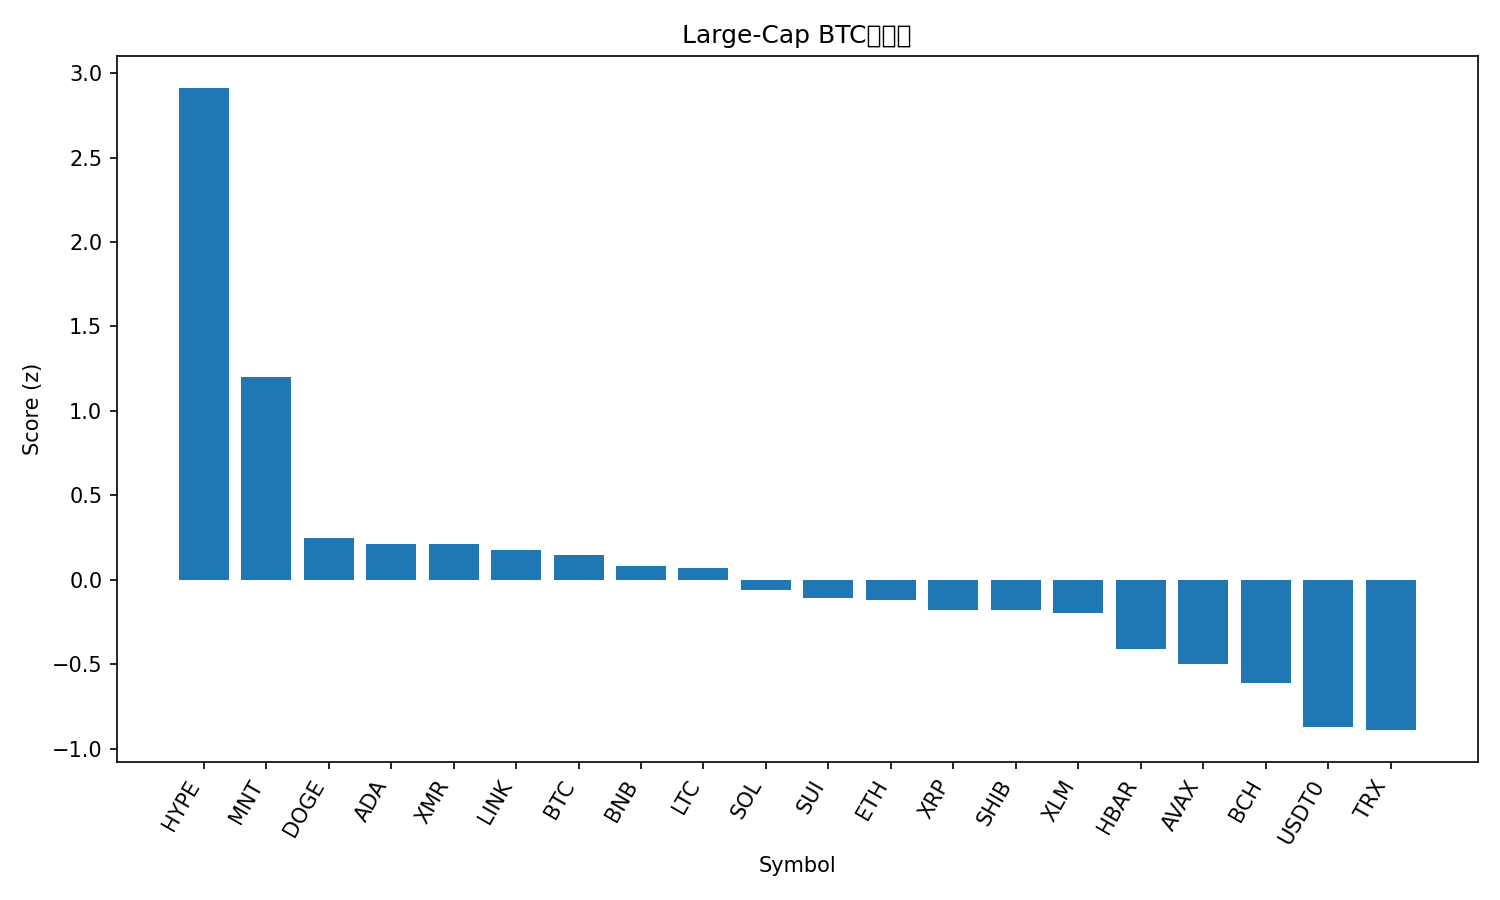 Large-Cap BTC
3.0
2.5
2.0
1.5
1.0
0.5
0.0
−0.5
−1.0
Score (z)
HYPE
MNT
DOGE
ADA
XMR
LINK
BTC
BNB
LTC
SOL
SUI
ETH
XRP
SHIB
XLM
HBAR
AVAX
BCH
USDT0
TRX
Symbol